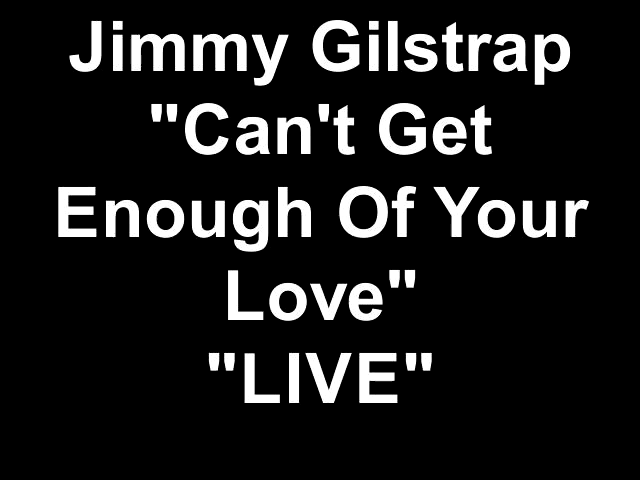 Jimmy Gilstrap
"Can't Get
Enough Of Your
Love"
"LIVE"